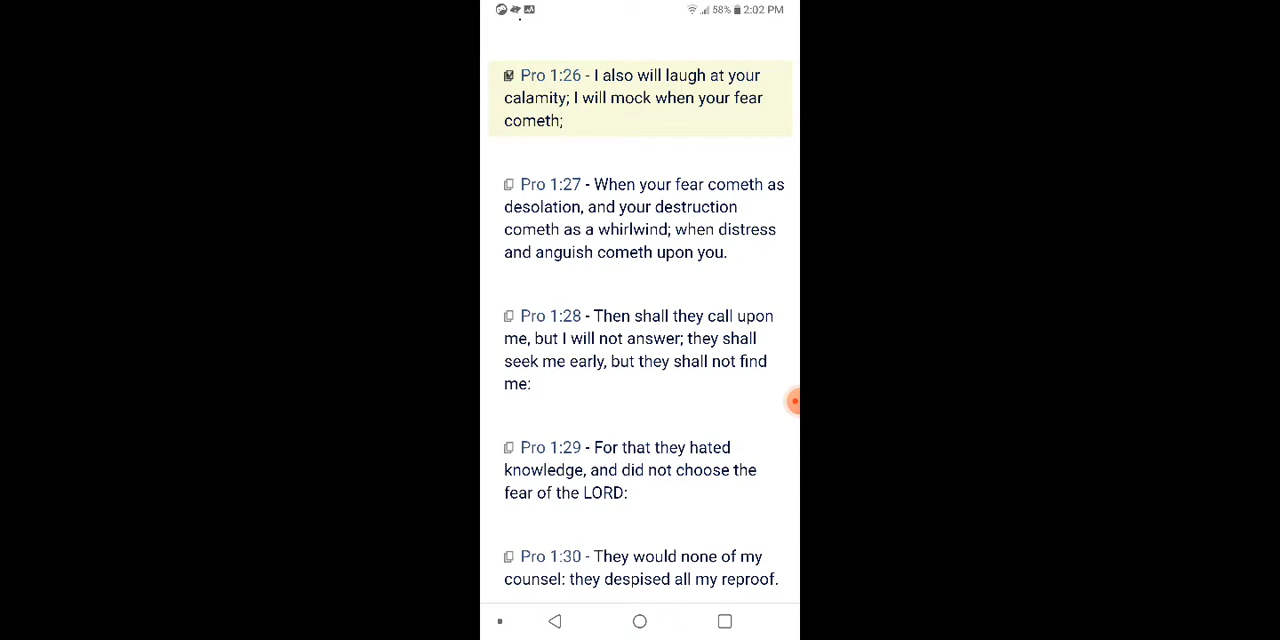 58% 2:02 PM
Pro 1:26 - I also will laugh at your
calamity; I will mock when your fear
cometh;
Pro 1:27 - When your fear cometh as
desolation, and your destruction
cometh as a whirlwind; when distress
and anguish cometh upon you.
Pro 1:28 - Then shall they call upon
me, but I will not answer; they shall
seek me early, but they shall not find
me:
Pro 1:29 - For that they hated
knowledge, and did not choose the
fear of the LORD:
Pro 1:30 - They would none of my
counsel: they despised all my reproof.